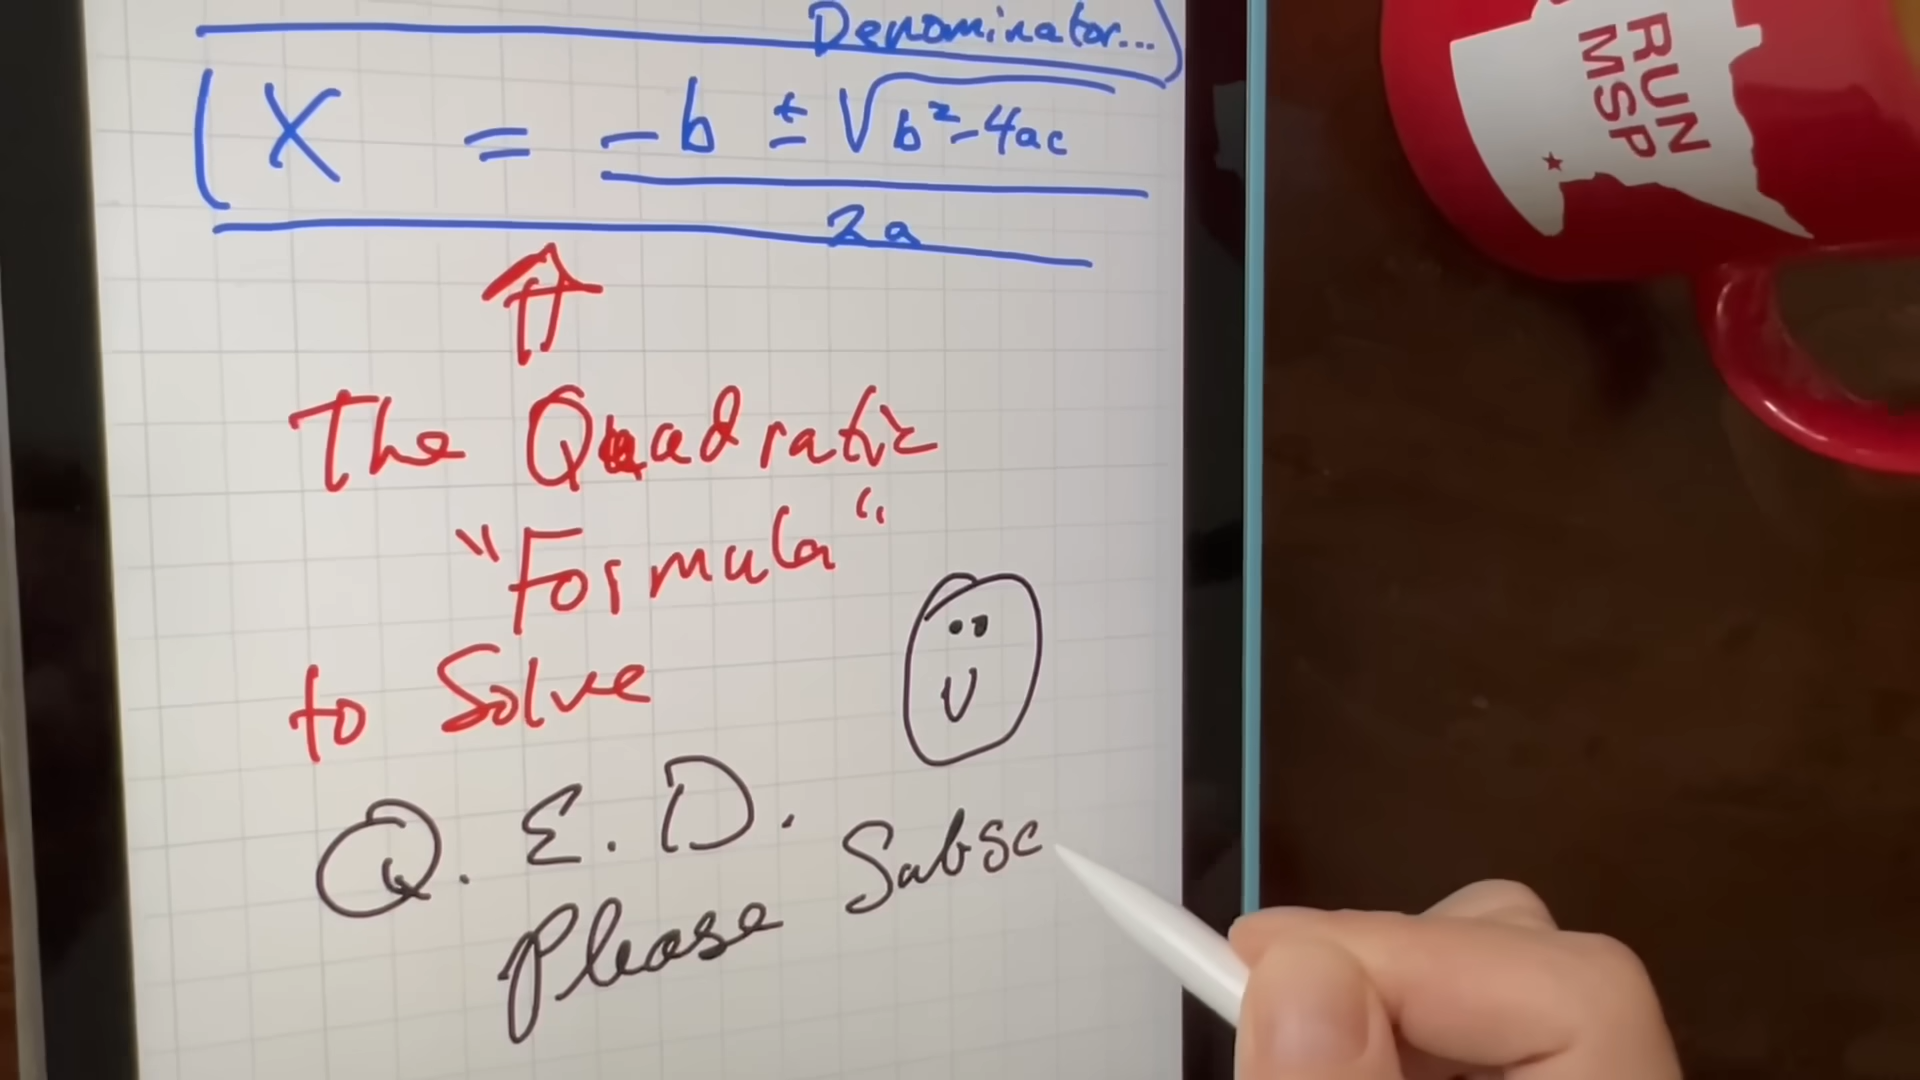 Denominator...
X = -b ± √b²-4ac
2a
The Quadratic
"Formula"
to Solve
Q. E. D.
Please Subsc
RUN
MSP